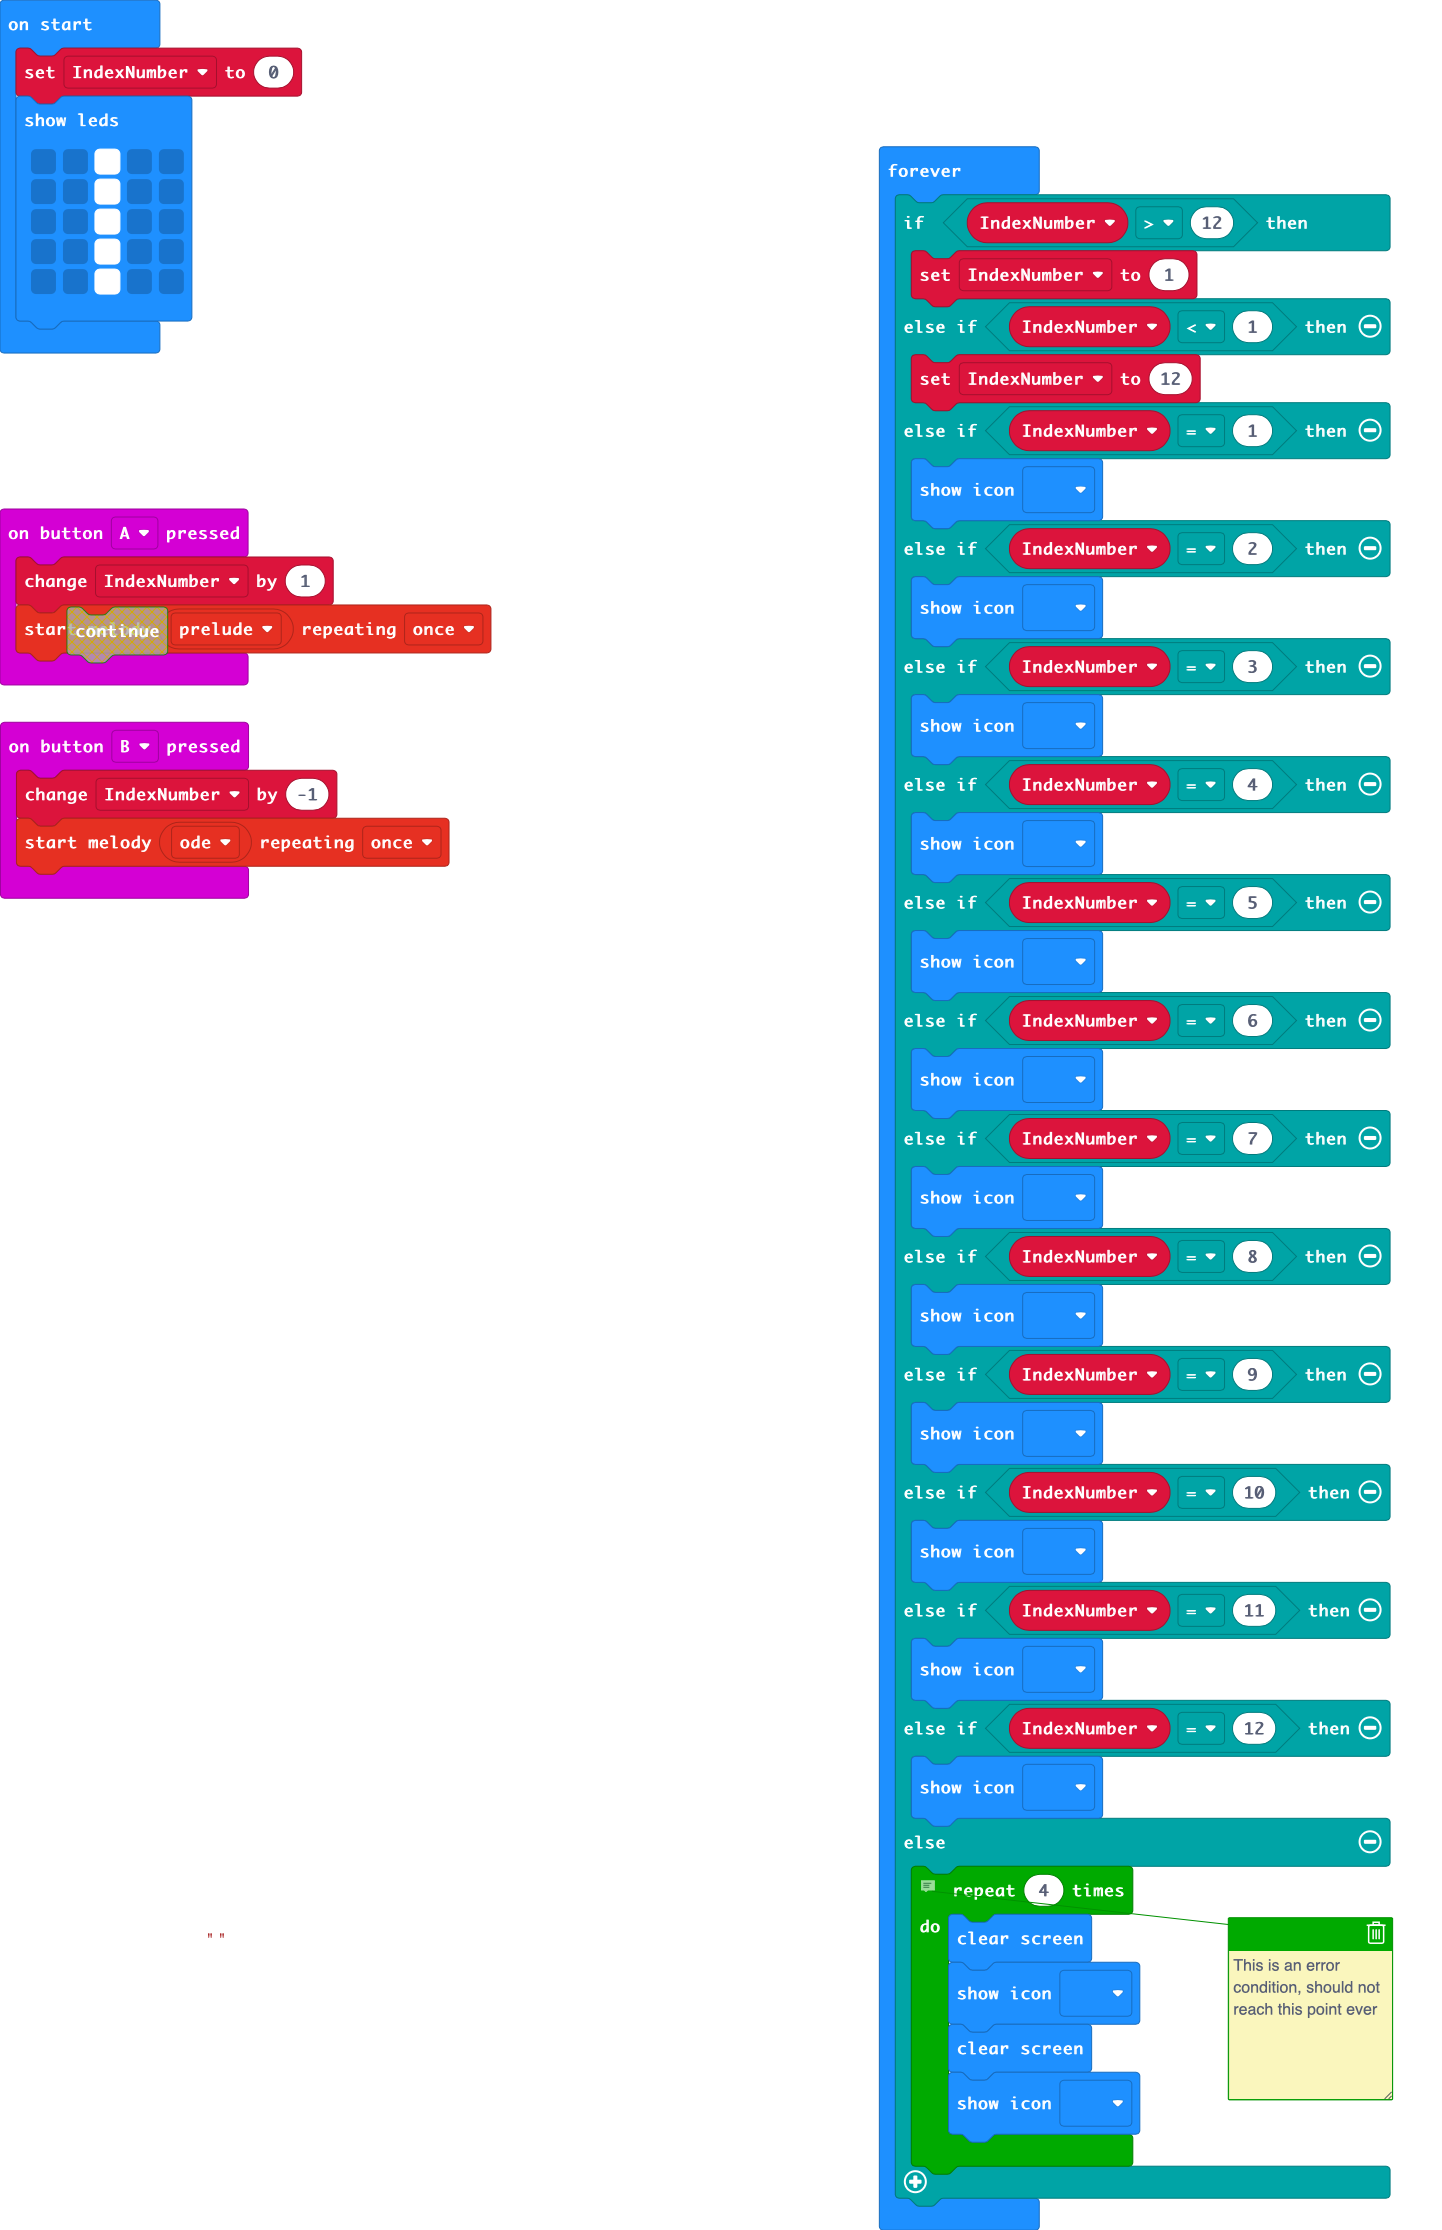 on start
set IndexNumber to 0
show leds
on button A pressed
change IndexNumber by 1
start continue prelude repeating once
on button B pressed
change IndexNumber by -1
start melody ode repeating once
" "
forever
if IndexNumber > 12 then
set IndexNumber to 1
else if IndexNumber < 1 then
set IndexNumber to 12
else if IndexNumber = 1 then
show icon
else if IndexNumber = 2 then
show icon
else if IndexNumber = 3 then
show icon
else if IndexNumber = 4 then
show icon
else if IndexNumber = 5 then
show icon
else if IndexNumber = 6 then
show icon
else if IndexNumber = 7 then
show icon
else if IndexNumber = 8 then
show icon
else if IndexNumber = 9 then
show icon
else if IndexNumber = 10 then
show icon
else if IndexNumber = 11 then
show icon
else if IndexNumber = 12 then
show icon
else
repeat 4 times
do
clear screen
show icon
clear screen
show icon
This is an error
condition, should not
reach this point ever